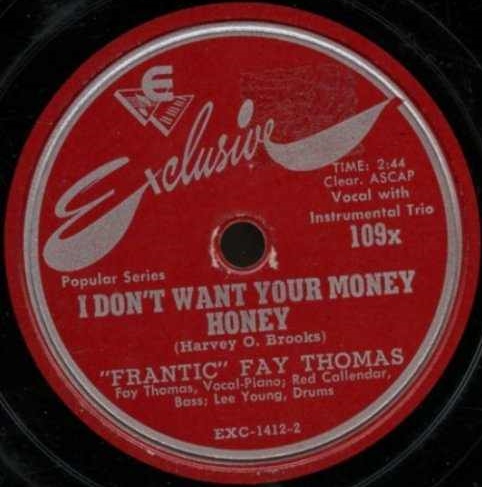 E
Exclusive
TIME: 2:44
Clear. ASCAP
Vocal with
Instrumental Trio
109x
Popular Series
I DON'T WANT YOUR MONEY
HONEY
(Harvey O. Brooks)
"FRANTIC" FAY THOMAS
Fay Thomas, Vocal-Piano; Red Callendar,
Bass; Lee Young, Drums
EXC-1412-2